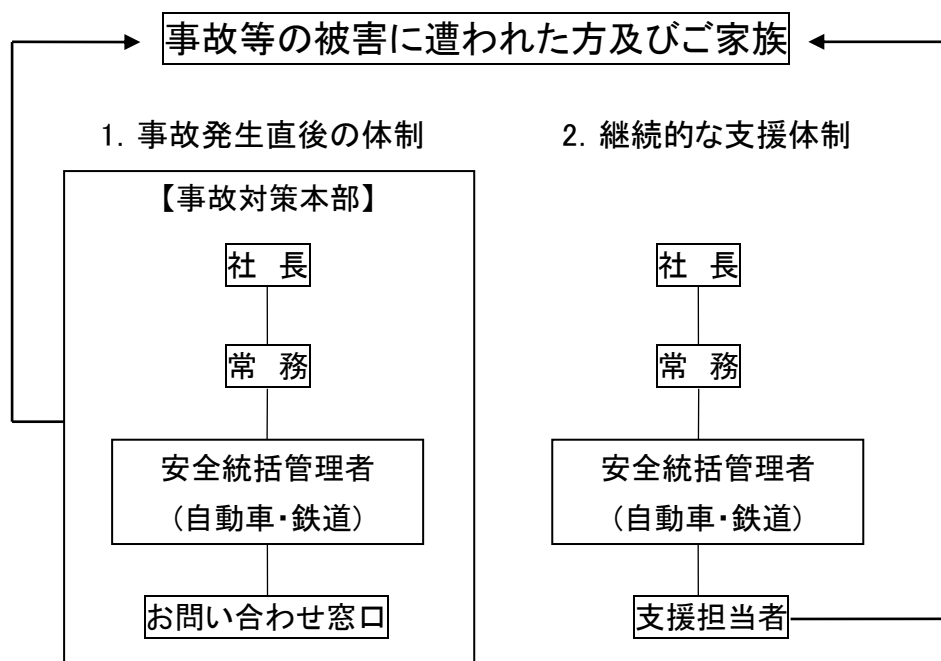 事故等の被害に遭われた方及びご家族
1. 事故発生直後の体制
【事故対策本部】
社 長
常 務
安全統括管理者
(自動車・鉄道)
お問い合わせ窓口
2. 継続的な支援体制
社 長
常 務
安全統括管理者
(自動車・鉄道)
支援担当者